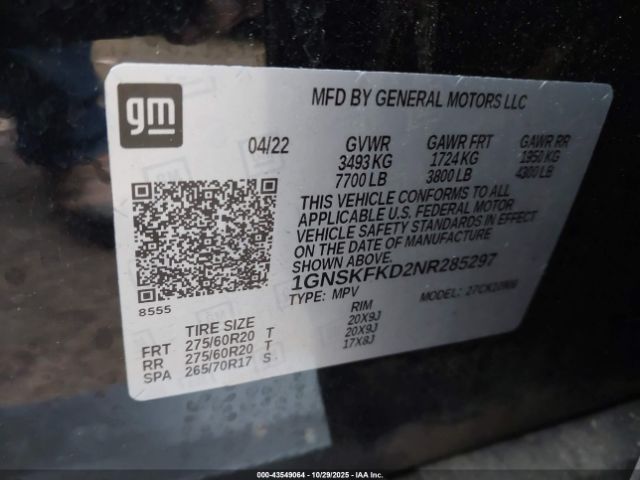 gm
MFD BY GENERAL MOTORS LLC
04/22 GVWR GAWR FRT GAWR RR
3493 KG 1724 KG 1950 KG
7700 LB 3800 LB 4300 LB
THIS VEHICLE CONFORMS TO ALL
APPLICABLE U.S. FEDERAL MOTOR
VEHICLE SAFETY STANDARDS IN EFFECT
ON THE DATE OF MANUFACTURE
SHOWN ABOVE.
1GNSKFKD2NR285297
TYPE: MPV MODEL:
8555
TIRE SIZE RIM
FRT 275/60R20 T 20X9J
RR 275/60R20 T 20X9J
SPA 265/70R17 S 17X8J
000-43549064 - 10/29/2025 - IAAI.COM